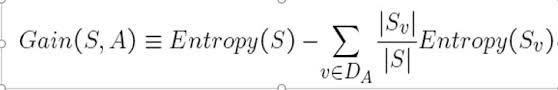 Gain(S, A) ≡ Entropy(S) − ∑_{v∈D_A} |S_v|/|S| Entropy(S_v)